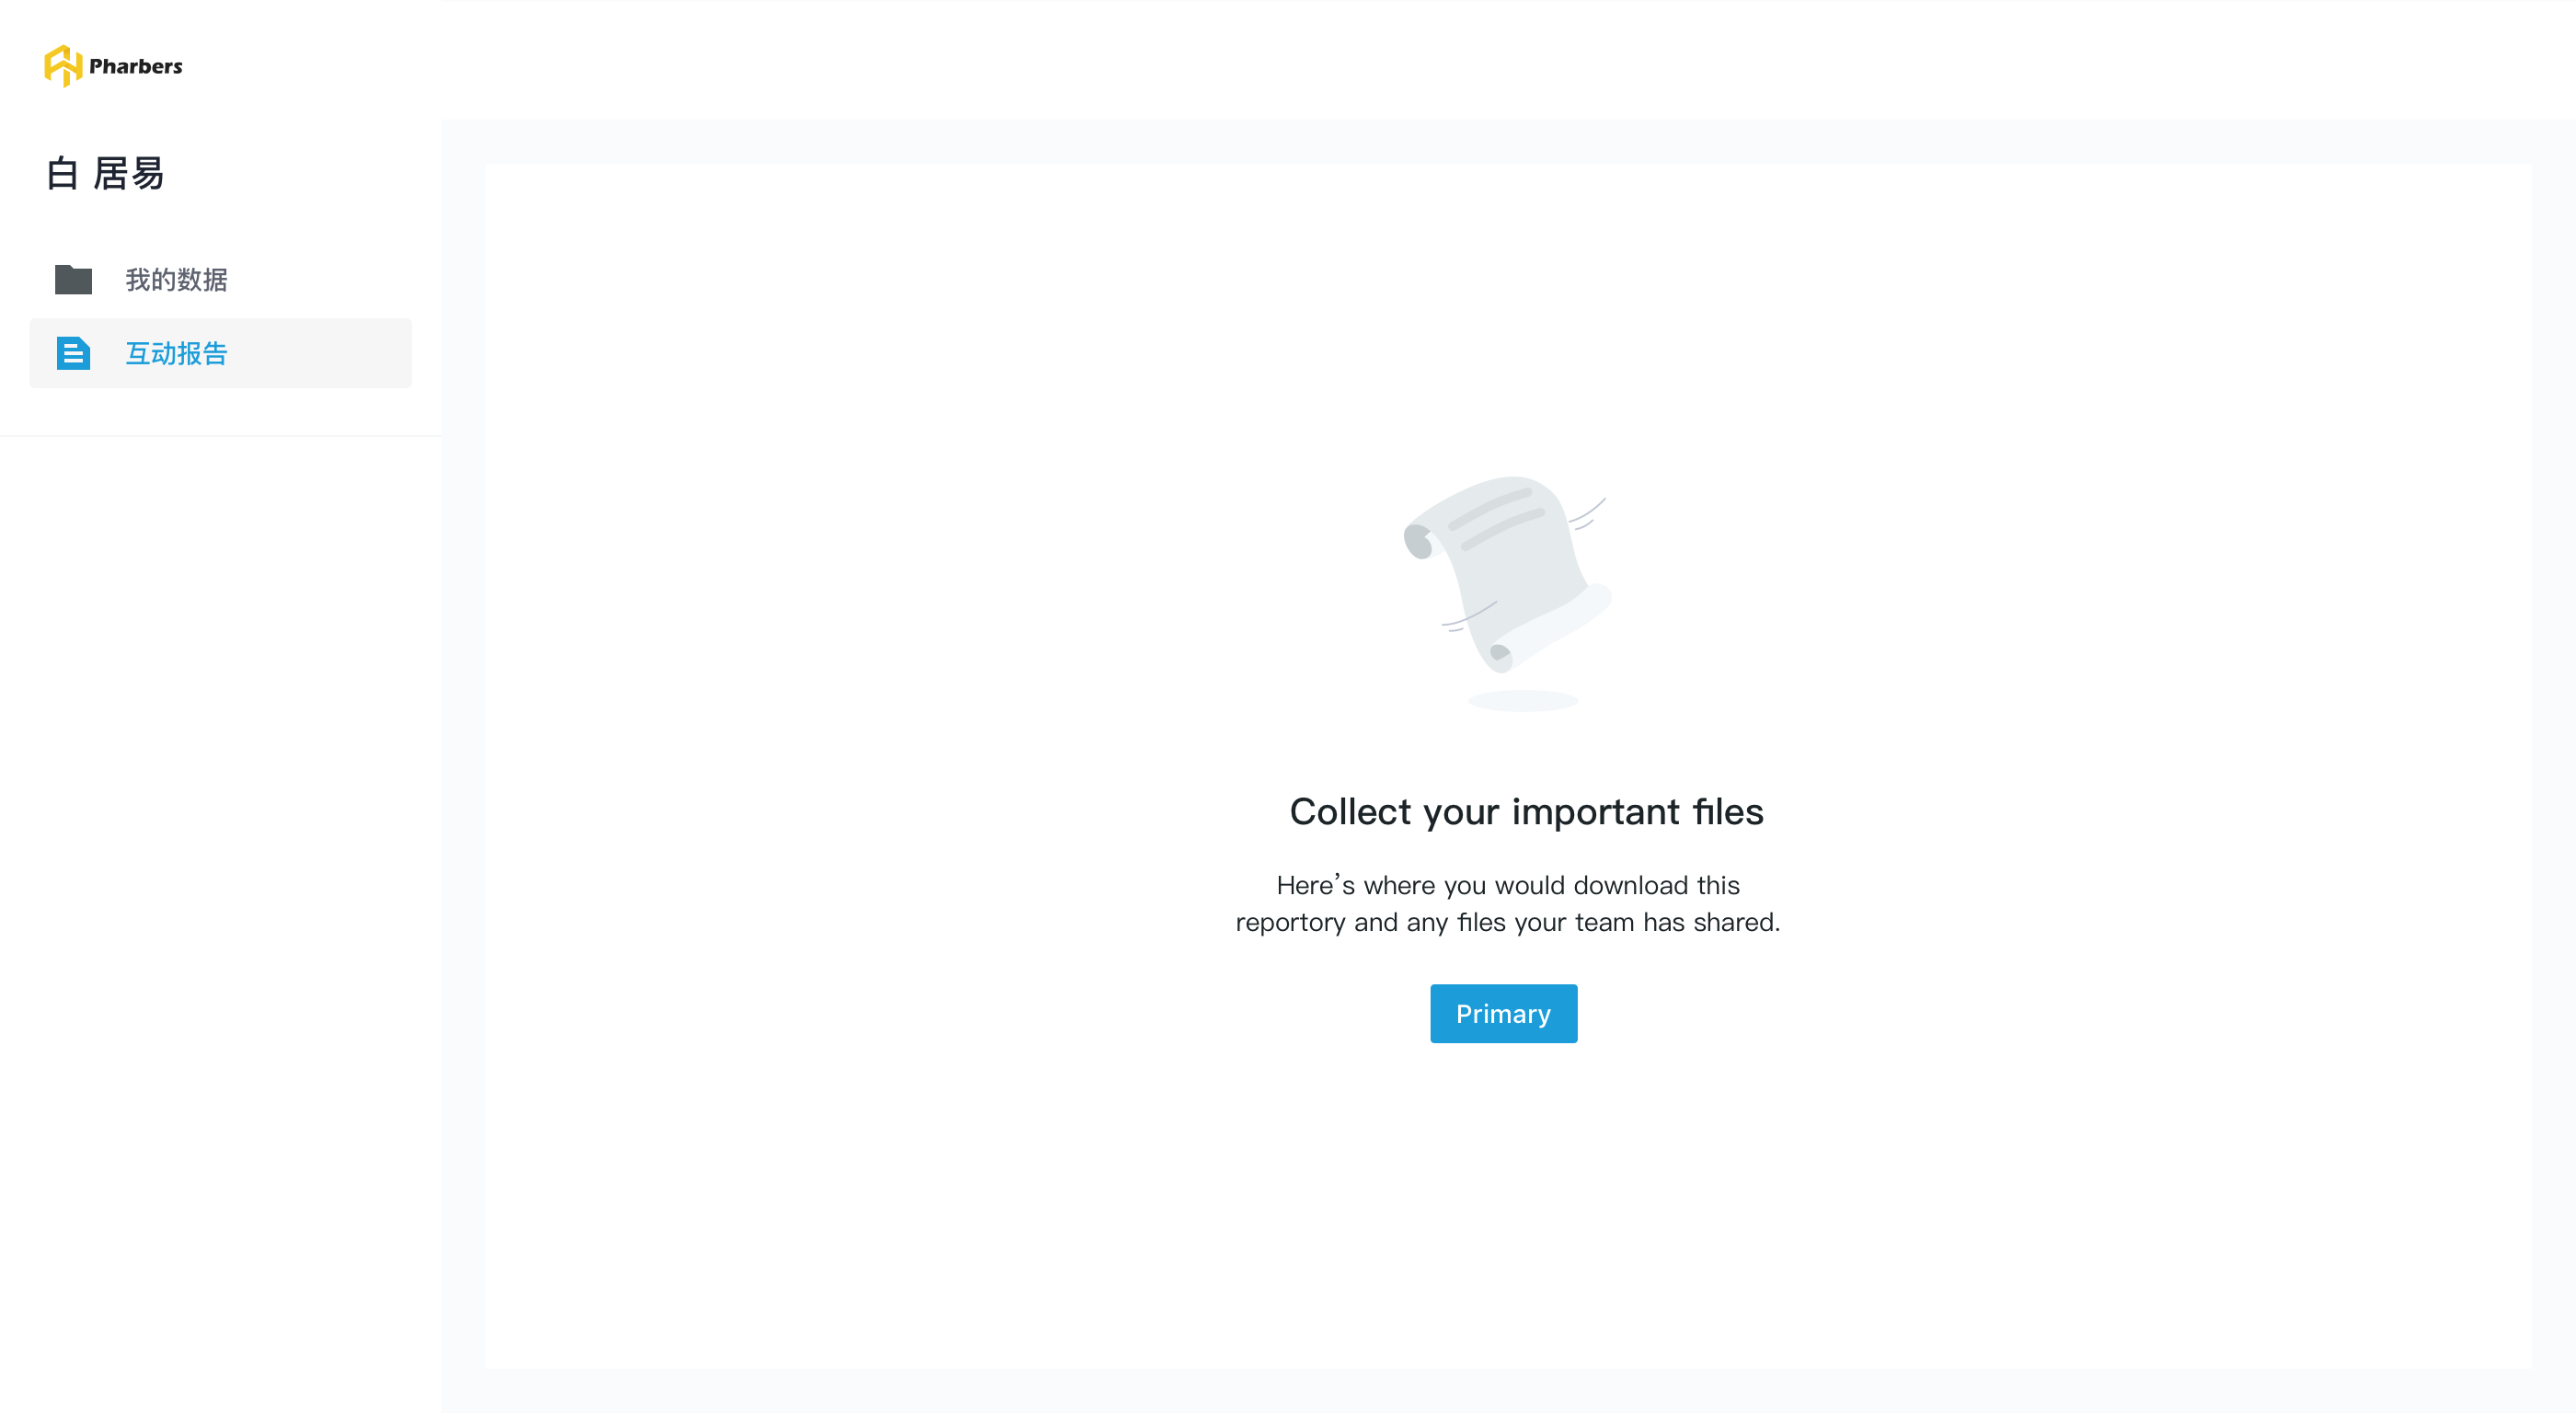 Pharbers
白 居易
我的数据
互动报告
Collect your important files
Here’s where you would download this
reportory and any files your team has shared.
Primary